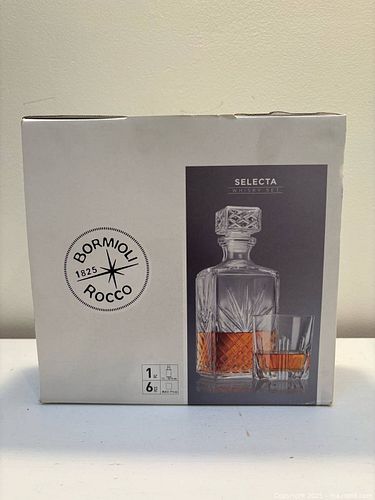 SELECTA
WHISKY SET
BORMIOLI
1825
ROCCO
1
6